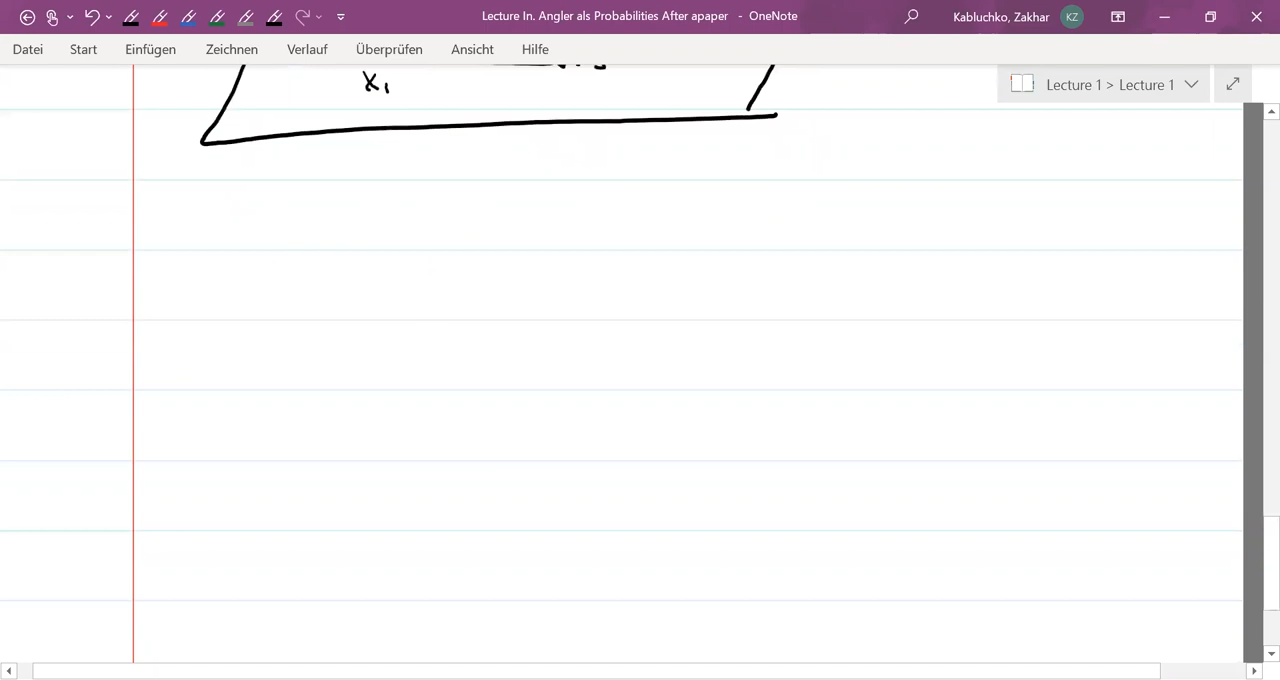 Lecture In. Angler als Probabilities After apaper - OneNote
Kabluchko, Zakhar
KZ
Datei Start Einfügen Zeichnen Verlauf Überprüfen Ansicht Hilfe
Lecture 1 > Lecture 1
x₁